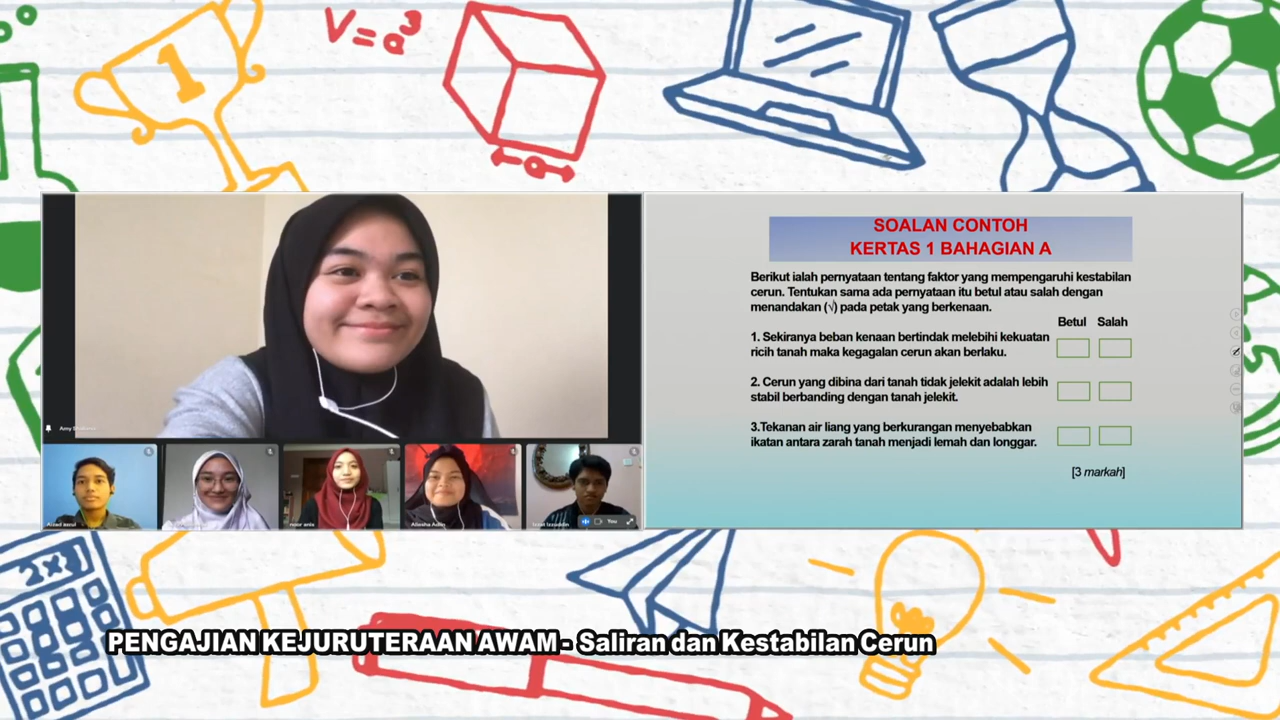 V=a³
1
SOALAN CONTOH
KERTAS 1 BAHAGIAN A
Berikut ialah pernyataan tentang faktor yang mempengaruhi kestabilan
cerun. Tentukan sama ada pernyataan itu betul atau salah dengan
menandakan (√) pada petak yang berkenaan.
Betul Salah
1. Sekiranya beban kenaan bertindak melebihi kekuatan
ricih tanah maka kegagalan cerun akan berlaku.
2. Cerun yang dibina dari tanah tidak jelekit adalah lebih
stabil berbanding dengan tanah jelekit.
3.Tekanan air liang yang berkurangan menyebabkan
ikatan antara zarah tanah menjadi lemah dan longgar.
[3 markah]
Amy
noor
You
2x3
PENGAJIAN KEJURUTERAAN AWAM - Saliran dan Kestabilan Cerun